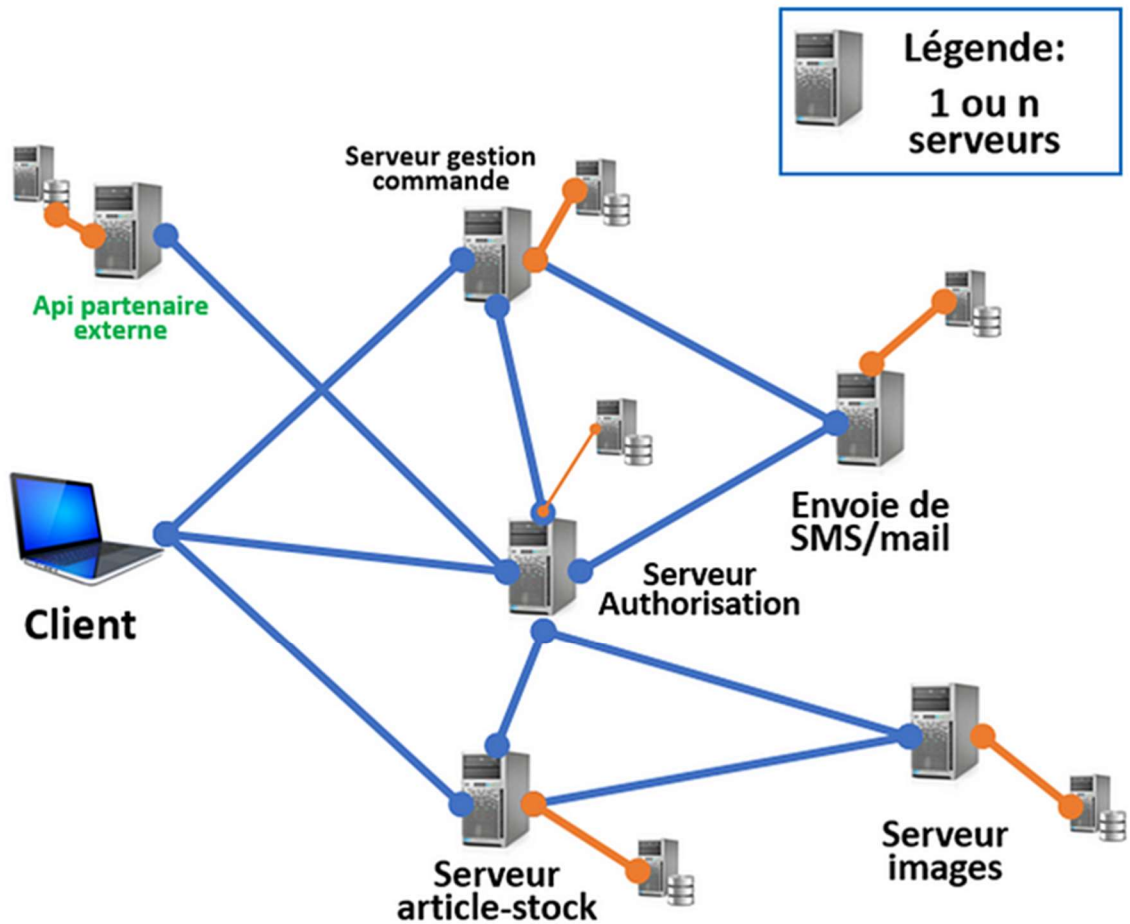 Légende:
1 ou n
serveurs
Serveur gestion
commande
Api partenaire
externe
Envoie de
SMS/mail
Serveur
Authorisation
Client
Serveur
images
Serveur
article-stock